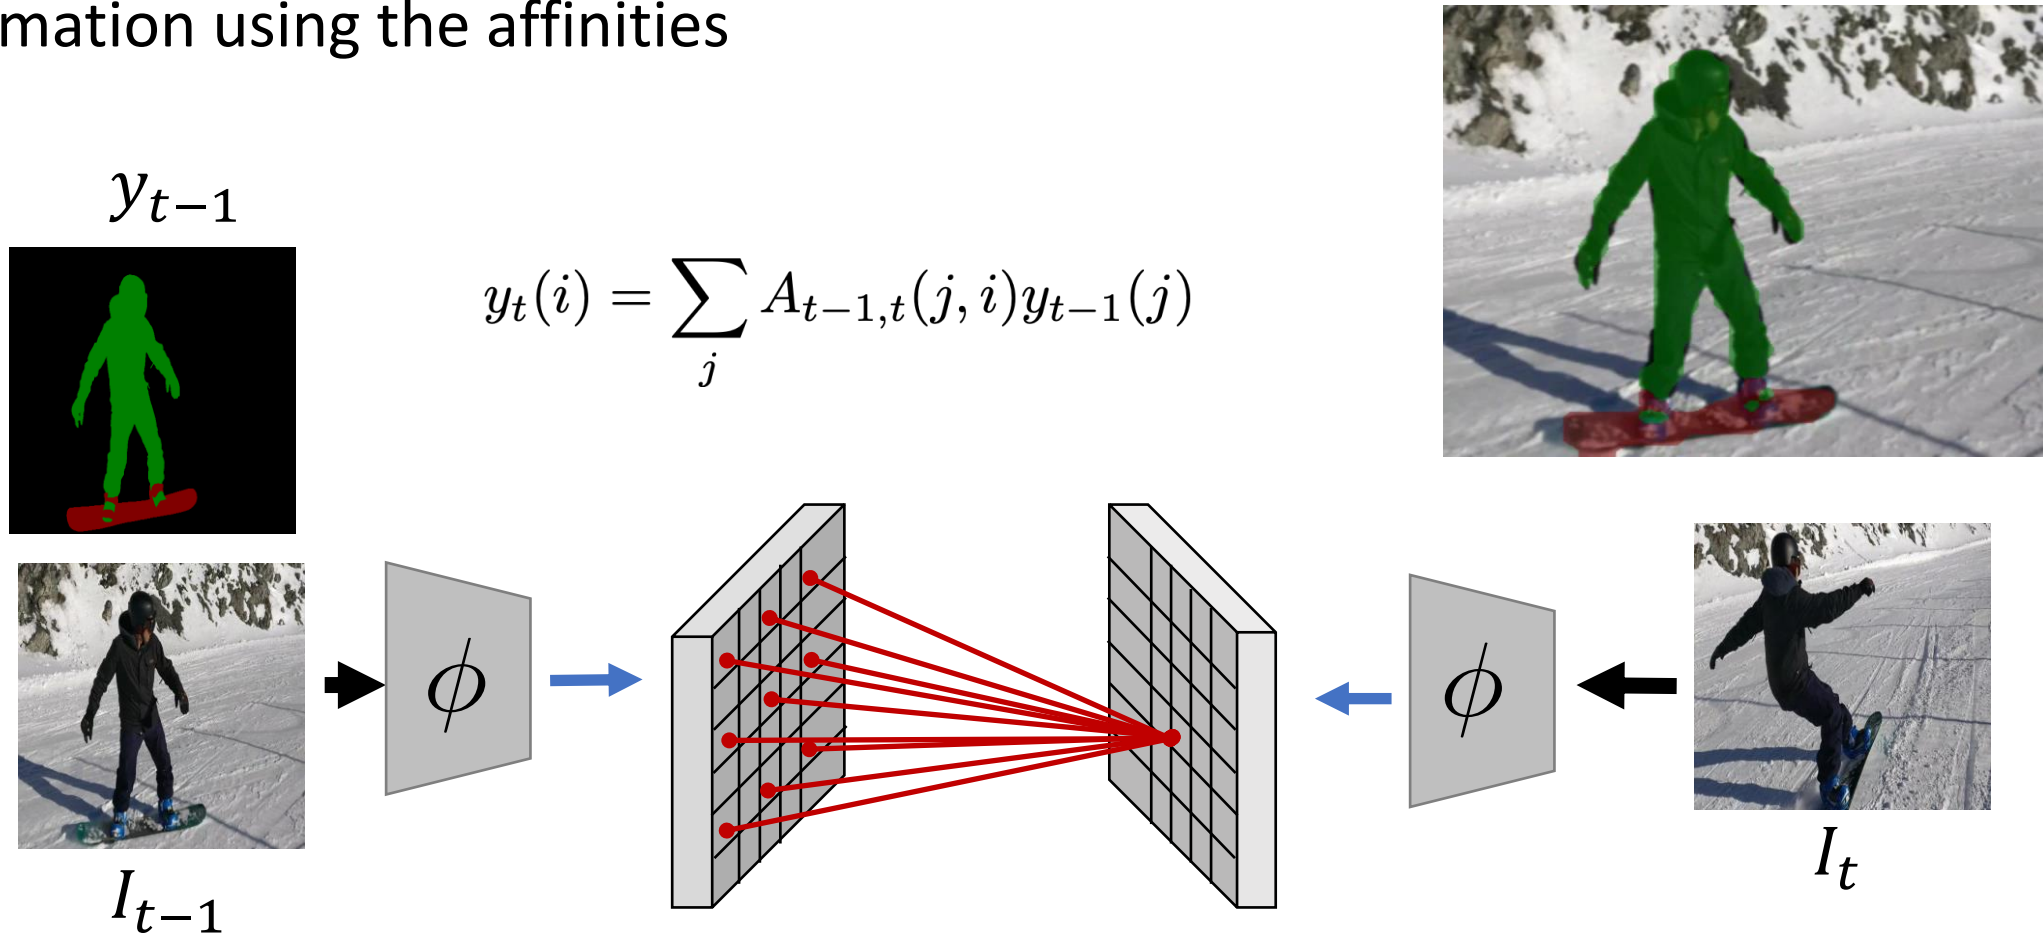 mation using the affinities
y_{t-1}
y_t(i) = \sum_j A_{t-1,t}(j,i)y_{t-1}(j)
ϕ
ϕ
I_{t-1}
I_t